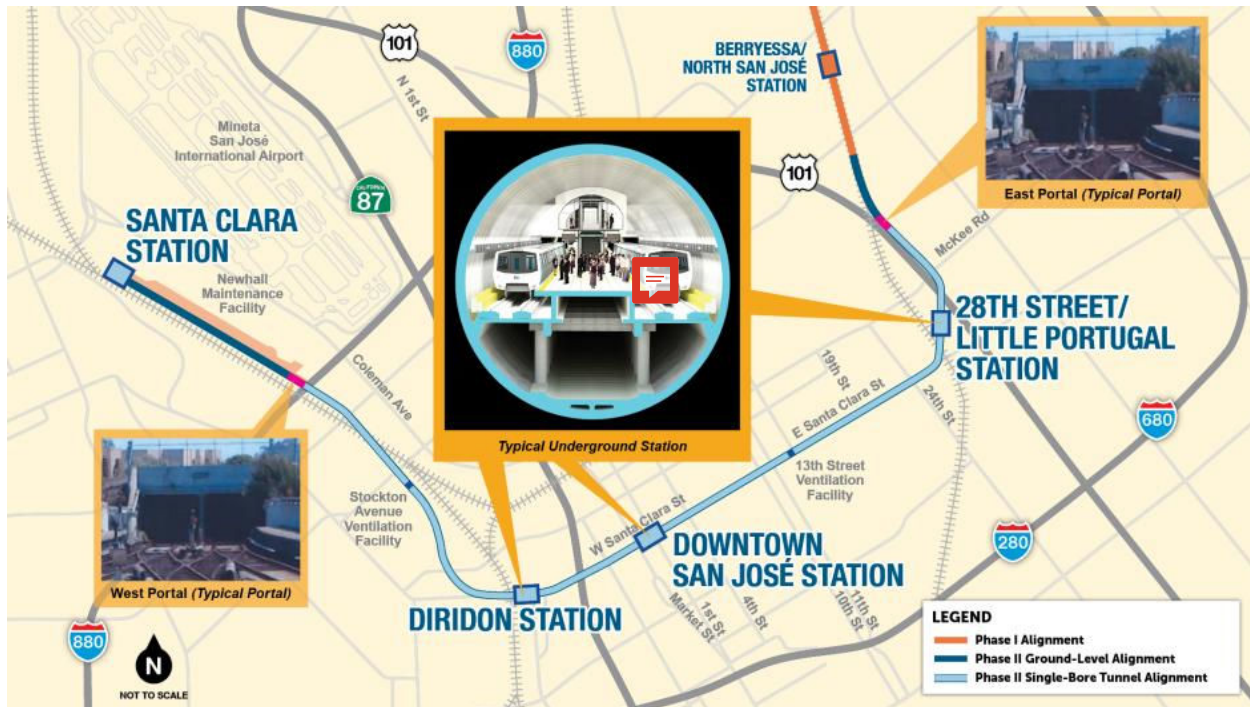 101
N 1st St
880
BERRYESSA/
NORTH SAN JOSÉ
STATION
East Portal (Typical Portal)
Mineta
San José
International Airport
CALIFORNIA
87
101
McKee Rd
SANTA CLARA
STATION
Newhall
Maintenance
Facility
Coleman Ave
28TH STREET/
LITTLE PORTUGAL
STATION
19th St
24th St
E Santa Clara St
680
Typical Underground Station
13th Street
Ventilation
Facility
Stockton
Avenue
Ventilation
Facility
W Santa Clara St
280
DOWNTOWN
SAN JOSÉ STATION
West Portal (Typical Portal)
DIRIDON STATION
Market St
1st St
4th St
10th St
11th St
880
N
NOT TO SCALE
LEGEND
Phase I Alignment
Phase II Ground-Level Alignment
Phase II Single-Bore Tunnel Alignment